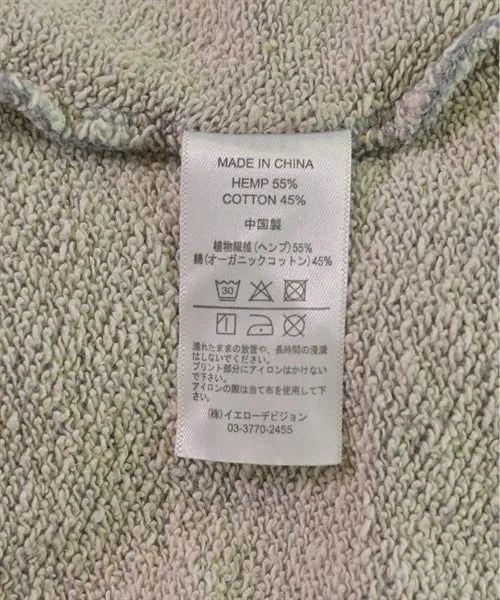 MADE IN CHINA
HEMP 55%
COTTON 45%
中国製
植物繊維(ヘンプ)55%
綿(オーガニックコットン)45%
30
濡れたままの放置や、長時間の浸漬
はしないでください。
プリント部分にアイロンはかけない
で下さい。
アイロンの際は当て布を使用して下
さい。
(株)イエローデビジョン
03-3770-2455